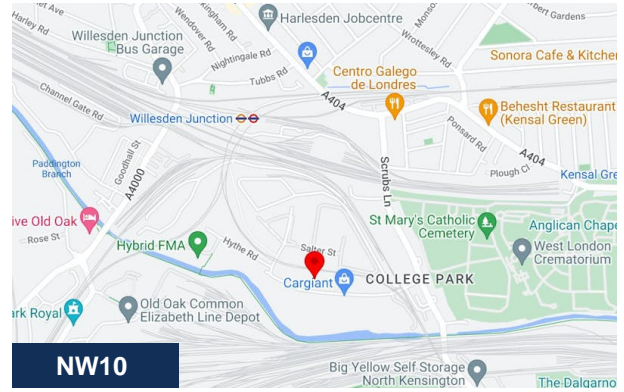 Harlesden Jobcentre
Harley Rd
Wendover Rd
Willesden Junction
Bus Garage
Nightingale Rd
Tubbs Rd
Wrottesley Rd
Sonora Cafe & Kitchen
Centro Galego
de Londres
A404
Channel Gate Rd
Willesden Junction
Behesht Restaurant
(Kensal Green)
Ponsard Rd
A404
Goodhall St
A4000
Scrubs Ln
Plough Cl
Kensal Gre
Paddington
Branch
ive Old Oak
Rose St
St Mary's Catholic
Cemetery
Anglican Chape
Hybrid FMA
Hythe Rd
Salter St
West London
Crematorium
Cargiant
COLLEGE PARK
ark Royal
Old Oak Common
Elizabeth Line Depot
NW10
Big Yellow Self Storage
North Kensington
The Dalgarno